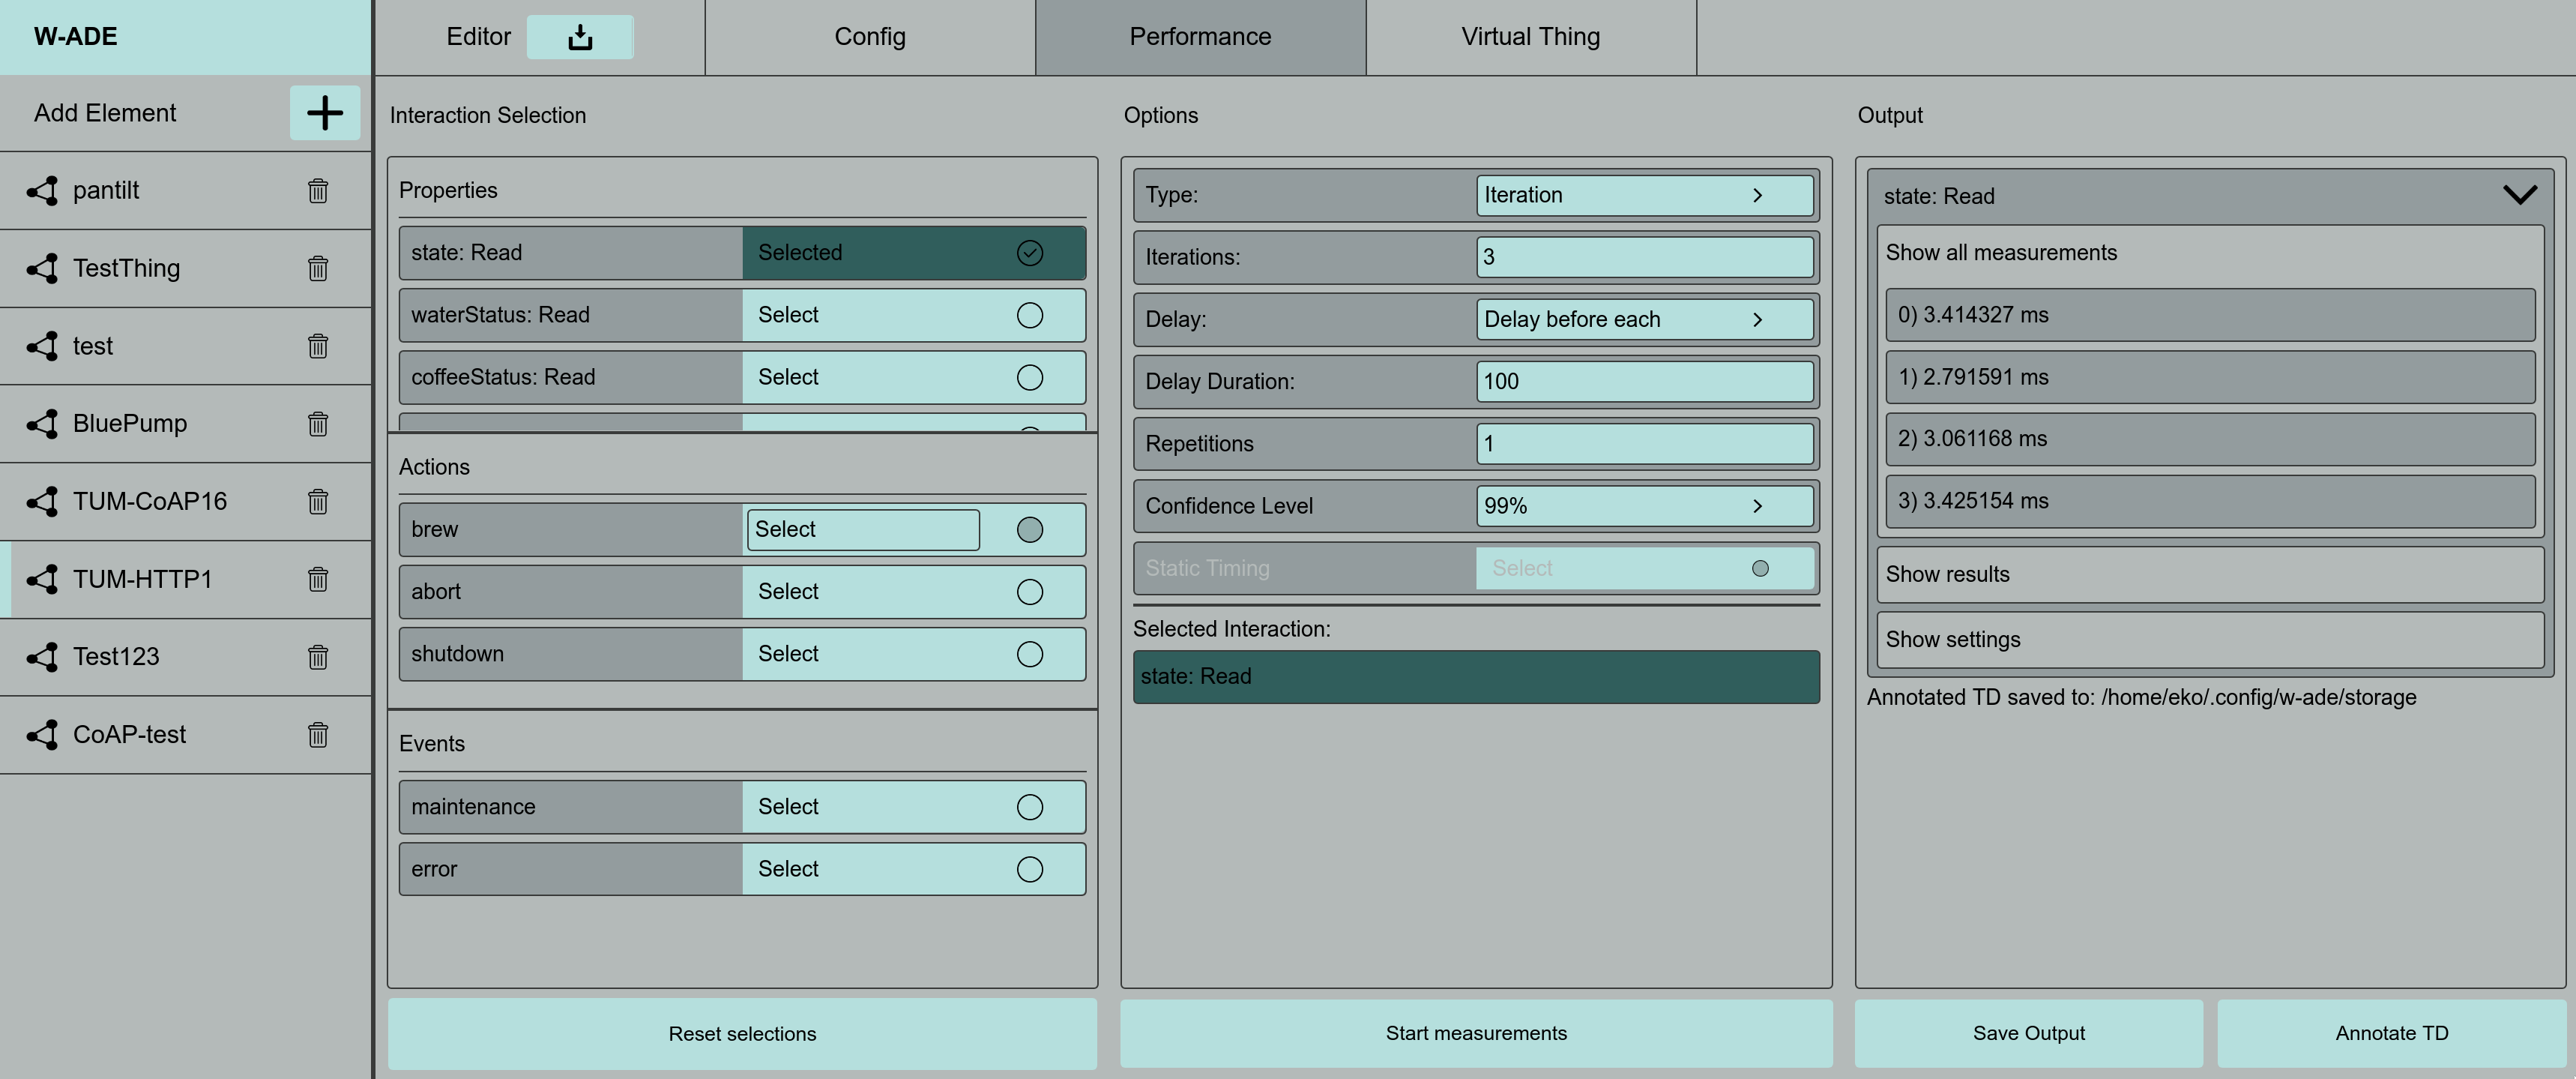 W-ADE
Editor
Config
Performance
Virtual Thing
Add Element
pantilt
TestThing
test
BluePump
TUM-CoAP16
TUM-HTTP1
Test123
CoAP-test
Interaction Selection
Properties
state: Read Selected
waterStatus: Read Select
coffeeStatus: Read Select
Actions
brew Select
abort Select
shutdown Select
Events
maintenance Select
error Select
Reset selections
Options
Type: Iteration
Iterations: 3
Delay: Delay before each
Delay Duration: 100
Repetitions 1
Confidence Level 99%
Static Timing Select
Selected Interaction:
state: Read
Start measurements
Output
state: Read
Show all measurements
0) 3.414327 ms
1) 2.791591 ms
2) 3.061168 ms
3) 3.425154 ms
Show results
Show settings
Annotated TD saved to: /home/eko/.config/w-ade/storage
Save Output
Annotate TD